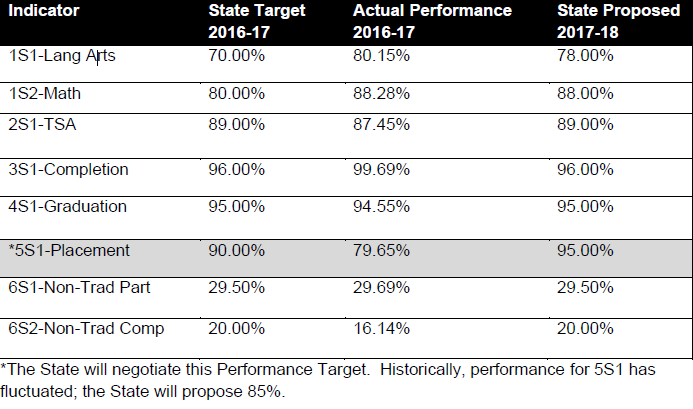 Indicator State Target Actual Performance State Proposed
2016-17 2016-17 2017-18
1S1-Lang Arts 70.00% 80.15% 78.00%
1S2-Math 80.00% 88.28% 88.00%
2S1-TSA 89.00% 87.45% 89.00%
3S1-Completion 96.00% 99.69% 96.00%
4S1-Graduation 95.00% 94.55% 95.00%
*5S1-Placement 90.00% 79.65% 95.00%
6S1-Non-Trad Part 29.50% 29.69% 29.50%
6S2-Non-Trad Comp 20.00% 16.14% 20.00%
*The State will negotiate this Performance Target.  Historically, performance for 5S1 has
fluctuated; the State will propose 85%.